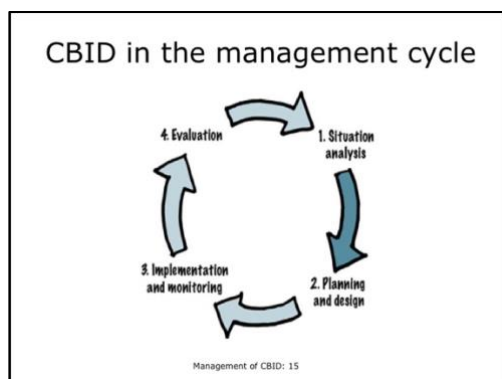 CBID in the management cycle
4. Evaluation
1. Situation
analysis
3. Implementation
and monitoring
2. Planning
and design
Management of CBID: 15